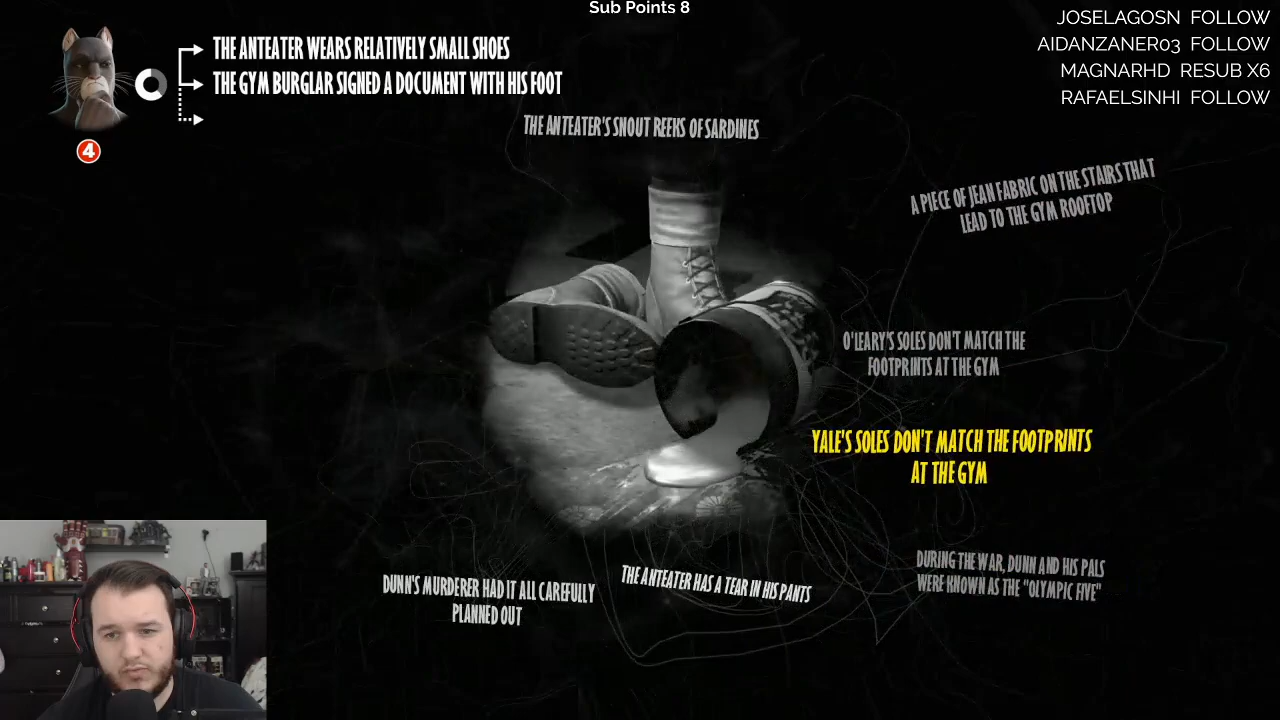 Sub Points 8
JOSELAGOSN FOLLOW
AIDANZANER03 FOLLOW
MAGNARHD RESUB X6
RAFAELSINHI FOLLOW
THE ANTEATER WEARS RELATIVELY SMALL SHOES
THE GYM BURGLAR SIGNED A DOCUMENT WITH HIS FOOT
4
THE ANTEATER'S SNOUT REEKS OF SARDINES
A PIECE OF JEAN FABRIC ON THE STAIRS THAT
LEAD TO THE GYM ROOFTOP
O'LEARY'S SOLES DON'T MATCH THE
FOOTPRINTS AT THE GYM
YALE'S SOLES DON'T MATCH THE FOOTPRINTS
AT THE GYM
DURING THE WAR, DUNN AND HIS PALS
WERE KNOWN AS THE "OLYMPIC FIVE"
THE ANTEATER HAS A TEAR IN HIS PANTS
DUNN'S MURDERER HAD IT ALL CAREFULLY
PLANNED OUT